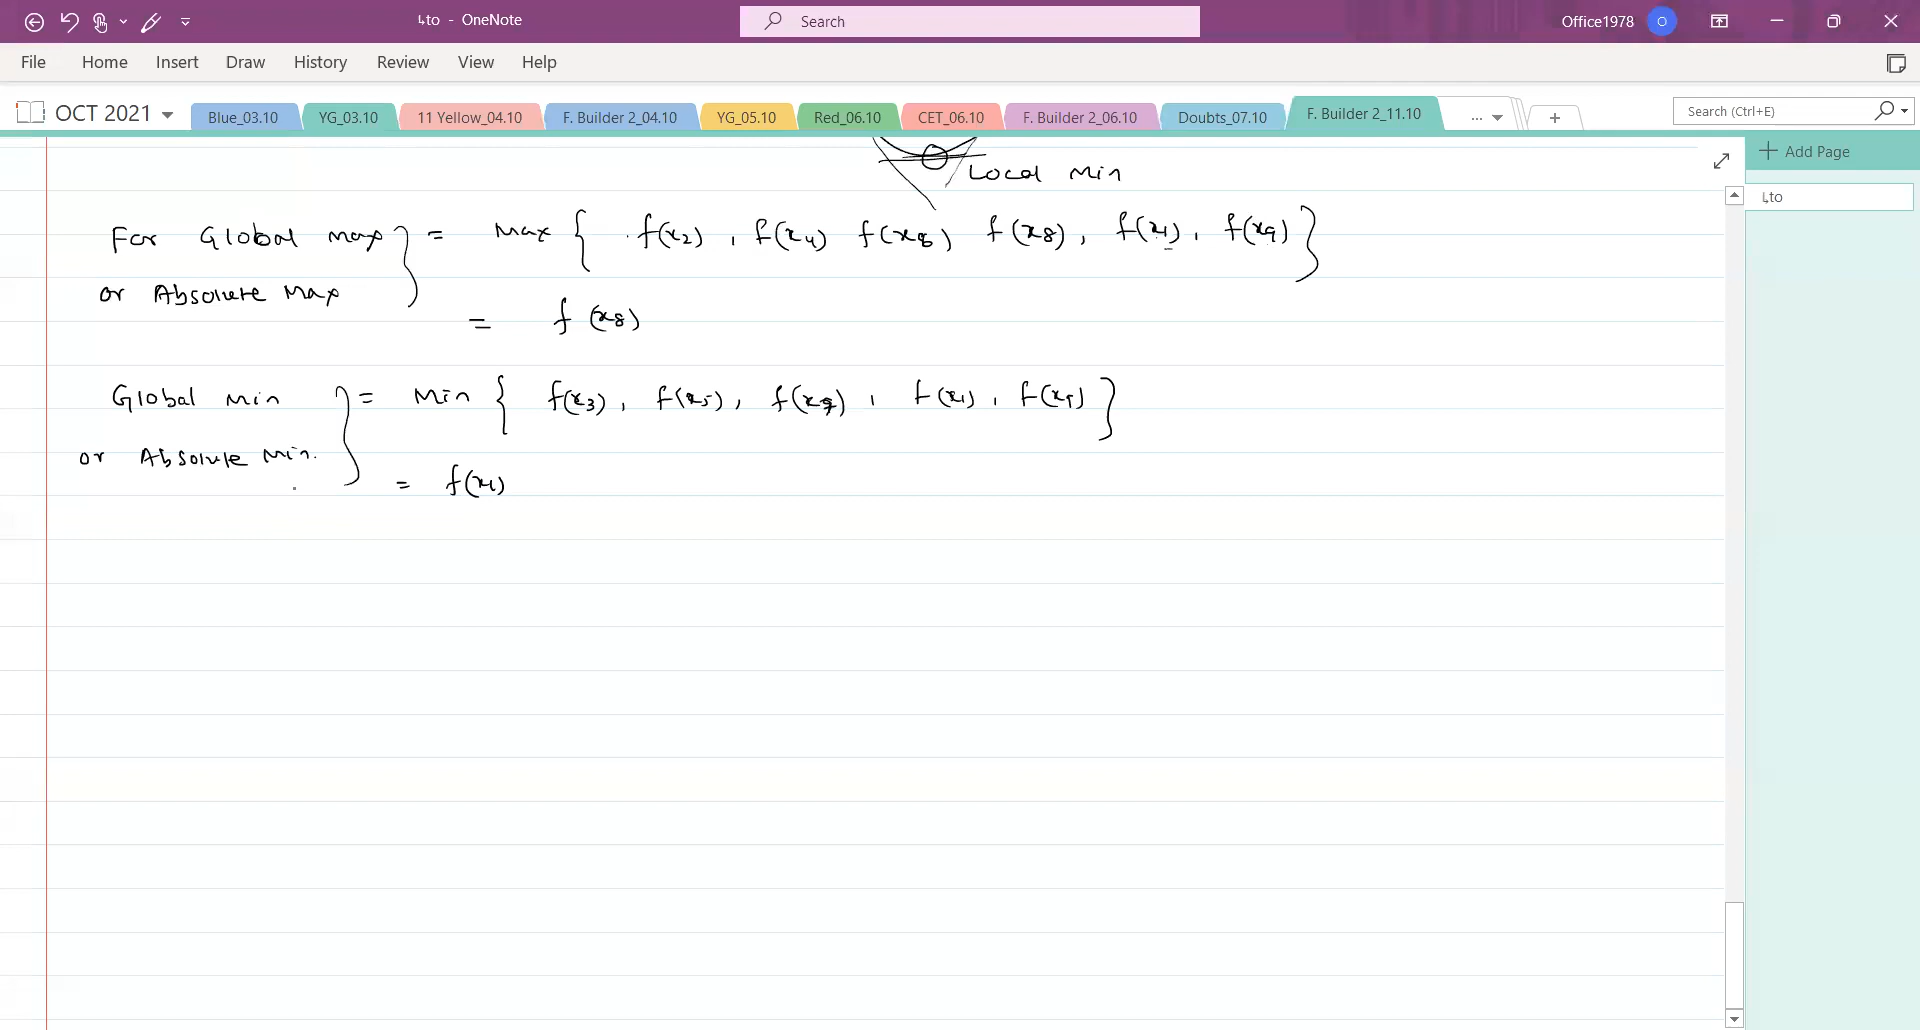 ↳to - OneNote
Search
Office1978
O
File Home Insert Draw History Review View Help
OCT 2021
Blue_03.10
YG_03.10
11 Yellow_04.10
F. Builder 2_04.10
YG_05.10
Red_06.10
CET_06.10
F. Builder 2_06.10
Doubts_07.10
F. Builder 2_11.10
...
+
Search (Ctrl+E)
+ Add Page
↳to
Local Min
For Global Max } = Max { f(x2), f(x4) f(x6) f(x8), f(x1), f(x9) }
or Absolute Max
= f(x8)
Global Min } = Min { f(x3), f(x5), f(x7), f(x1), f(x9) }
or Absolute Min.
= f(x1)